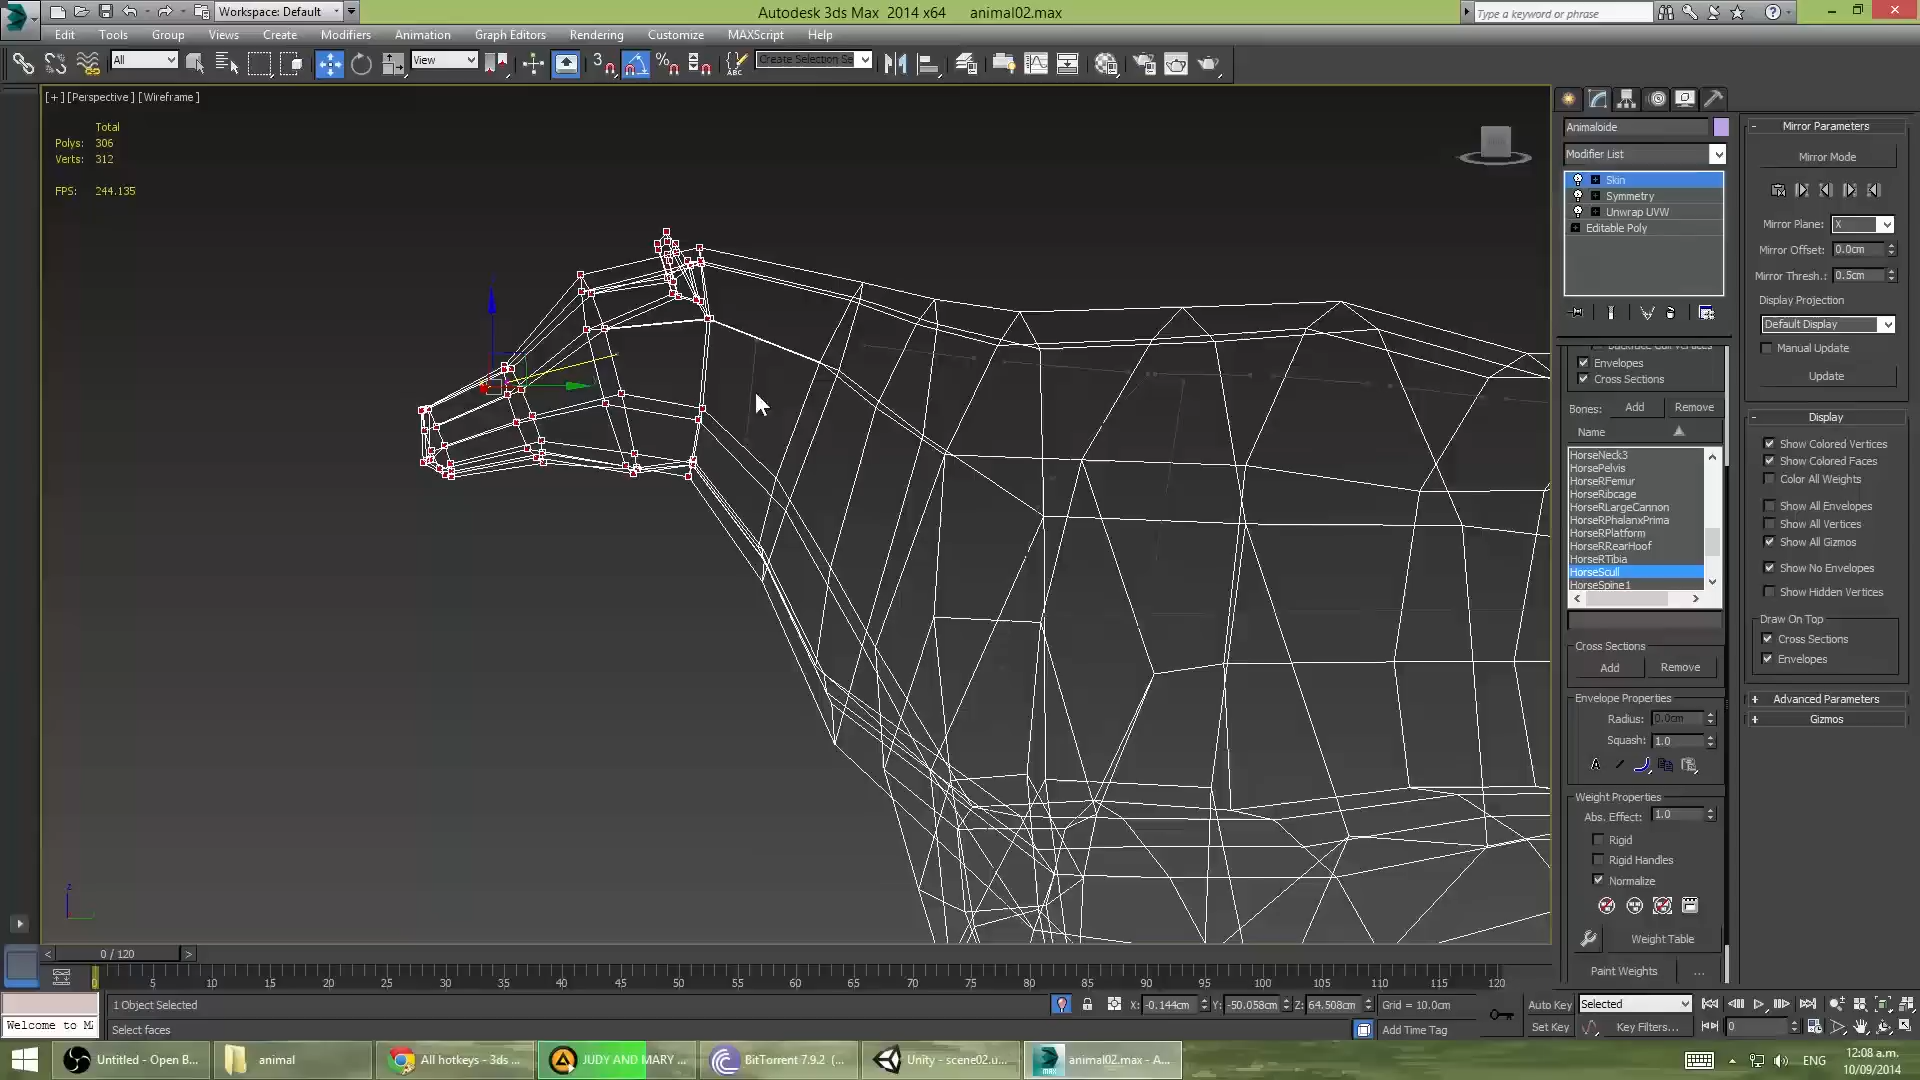 Workspace: Default
Autodesk 3ds Max 2014 x64 animal02.max
Type a keyword or phrase
Edit Tools Group Views Create Modifiers Animation Graph Editors Rendering Customize MAXScript Help
All View 3 Create Selection Se
[+] [Perspective] [Wireframe]
Total
Polys: 306
Verts: 312
FPS: 244.135
Animaloide
Modifier List
Skin
Symmetry
Unwrap UVW
Editable Poly
Envelopes
Cross Sections
Bones: Add Remove
Name
HorseNeck3
HorsePelvis
HorseRFemur
HorseRibcage
HorseRLargeCannon
HorseRPhalanxPrima
HorseRPlatform
HorseRRearHoof
HorseRTibia
HorseScull
HorseSpine1
Cross Sections
Add Remove
Envelope Properties
Radius: 0.0cm
Squash: 1.0
Weight Properties
Abs. Effect: 1.0
Rigid
Rigid Handles
Normalize
Weight Table
Paint Weights ...
Mirror Parameters
Mirror Mode
Mirror Plane: X
Mirror Offset: 0.0cm
Mirror Thresh.: 0.5cm
Display Projection
Default Display
Manual Update
Update
Display
Show Colored Vertices
Show Colored Faces
Color All Weights
Show All Envelopes
Show All Vertices
Show All Gizmos
Show No Envelopes
Show Hidden Vertices
Draw On Top
Cross Sections
Envelopes
Advanced Parameters
Gizmos
z
0 / 120
5 10 15 20 25 30 35 40 45 50 55 60 65 70 75 80 85 90 95 100 105 110 115 120
1 Object Selected
X: -0.144cm Y: -50.058cm Z: 64.508cm Grid = 10.0cm
Auto Key Selected
Welcome to M
Select faces
Add Time Tag
Set Key Key Filters... 0
Untitled - Open B...
animal
All hotkeys - 3ds ...
JUDY AND MARY ...
BitTorrent 7.9.2 (...
Unity - scene02.u...
animal02.max - A...
ENG
12:08 a.m.
10/09/2014